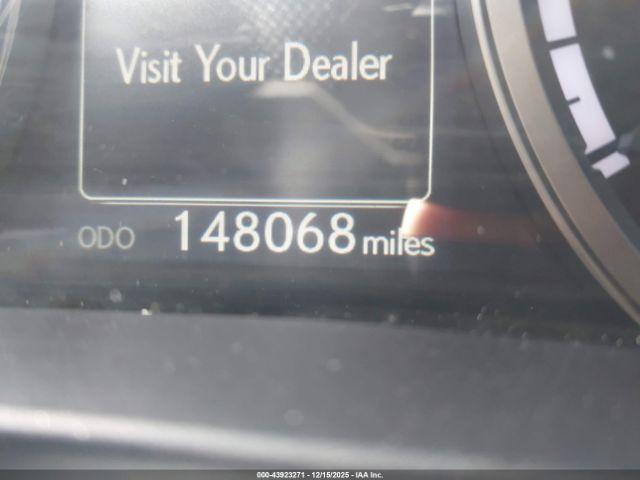 Visit Your Dealer
ODO 148068 miles
000-43923271 - 12/15/2025 - IAA Inc.